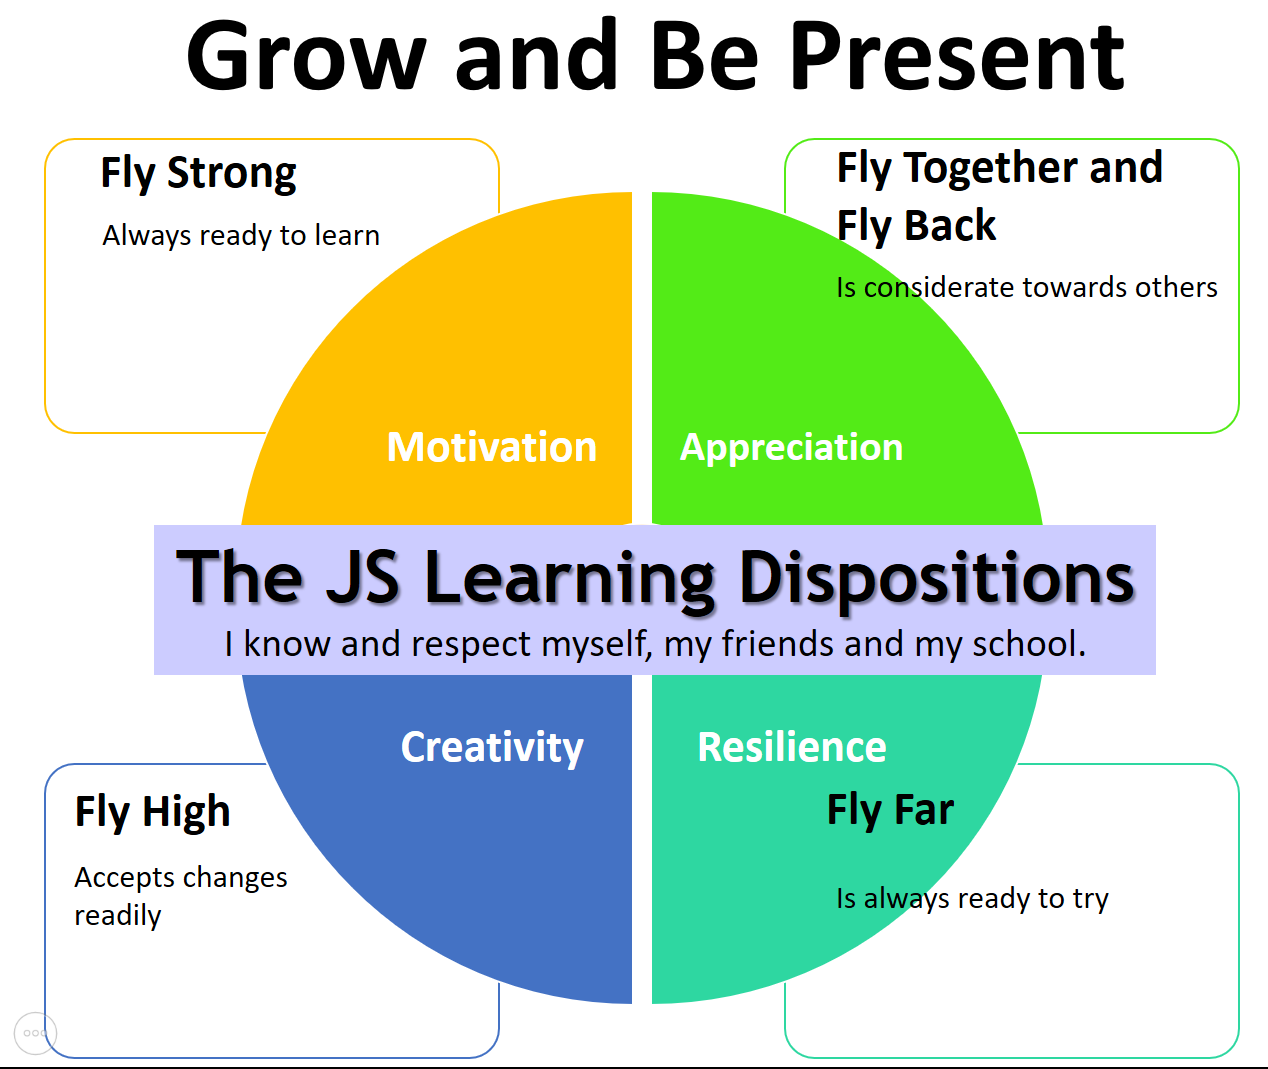 Grow and Be Present
Fly Strong
Always ready to learn
Fly Together and
Fly Back
Is considerate towards others
Motivation
Appreciation
The JS Learning Dispositions
I know and respect myself, my friends and my school.
Creativity
Resilience
Fly High
Accepts changes
readily
Fly Far
Is always ready to try